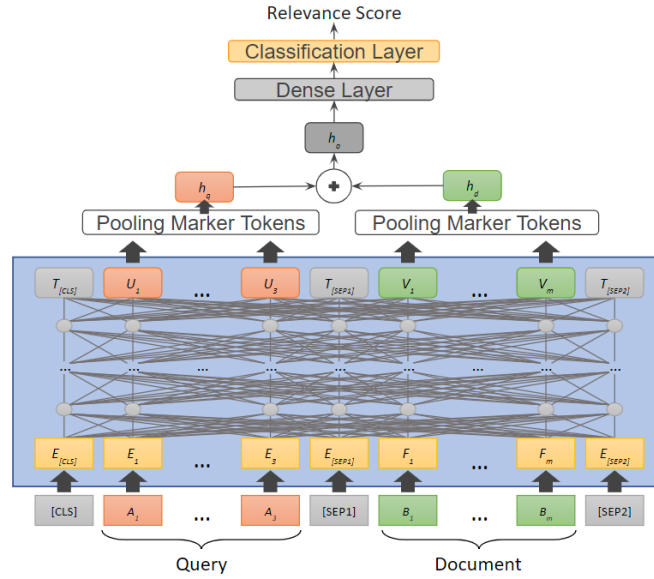 Relevance Score
Classification Layer
Dense Layer
h_o
h_q
h_d
Pooling Marker Tokens Pooling Marker Tokens
T_[CLS] U_1 ... U_3 T_[SEP1] V_1 ... V_m T_[SEP2]
... ... ... ... ... ... ... ... ...
E_[CLS] E_1 ... E_3 E_[SEP1] F_1 ... F_m E_[SEP2]
[CLS] A_1 ... A_3 [SEP1] B_1 ... B_m [SEP2]
Query Document